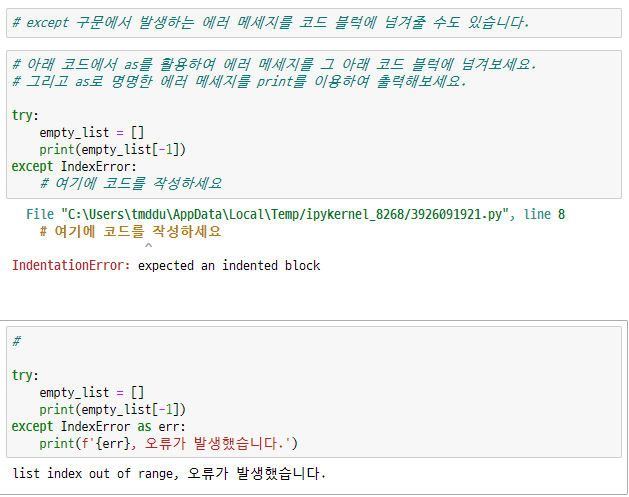 # except 구문에서 발생하는 에러 메세지를 코드 블럭에 넘겨줄 수도 있습니다.
# 아래 코드에서 as를 활용하여 에러 메세지를 그 아래 코드 블럭에 넘겨보세요.
# 그리고 as로 명명한 에러 메세지를 print를 이용하여 출력해보세요.
try:
    empty_list = []
    print(empty_list[-1])
except IndexError:
    # 여기에 코드를 작성하세요
  File "C:\Users\tmddu\AppData\Local\Temp/ipykernel_8268/3926091921.py", line 8
    # 여기에 코드를 작성하세요
                  ^
IndentationError: expected an indented block
#
try:
    empty_list = []
    print(empty_list[-1])
except IndexError as err:
    print(f'{err}, 오류가 발생했습니다.')
list index out of range, 오류가 발생했습니다.